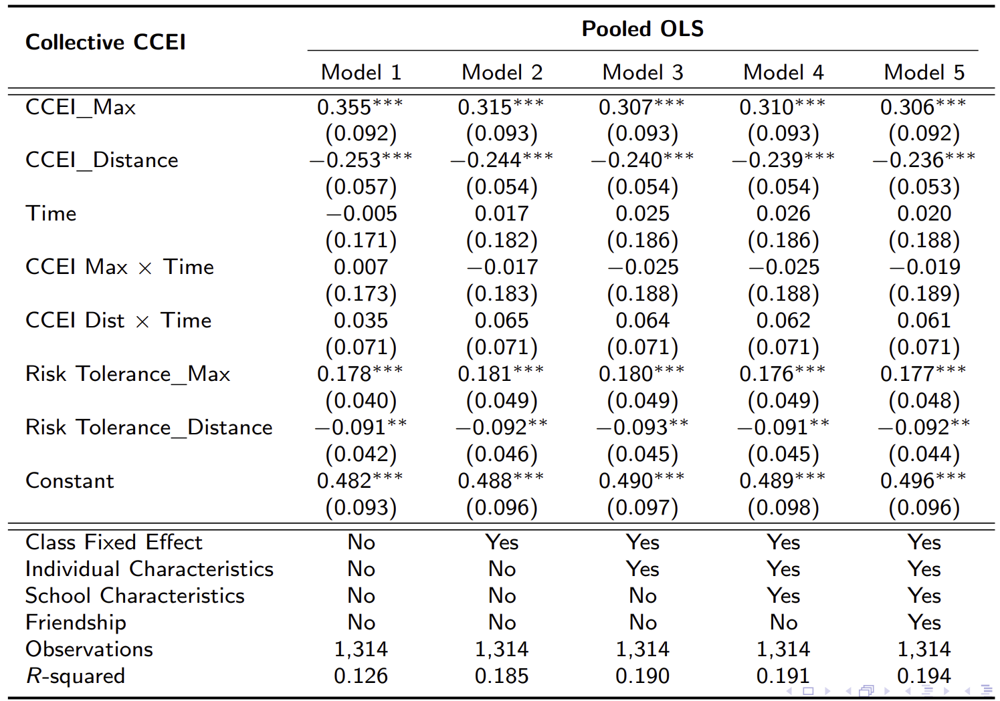 Pooled OLS
Collective CCEI
Model 1 Model 2 Model 3 Model 4 Model 5
CCEI_Max 0.355*** 0.315*** 0.307*** 0.310*** 0.306***
(0.092) (0.093) (0.093) (0.093) (0.092)
CCEI_Distance −0.253*** −0.244*** −0.240*** −0.239*** −0.236***
(0.057) (0.054) (0.054) (0.054) (0.053)
Time −0.005 0.017 0.025 0.026 0.020
(0.171) (0.182) (0.186) (0.186) (0.188)
CCEI Max × Time 0.007 −0.017 −0.025 −0.025 −0.019
(0.173) (0.183) (0.188) (0.188) (0.189)
CCEI Dist × Time 0.035 0.065 0.064 0.062 0.061
(0.071) (0.071) (0.071) (0.071) (0.071)
Risk Tolerance_Max 0.178*** 0.181*** 0.180*** 0.176*** 0.177***
(0.040) (0.049) (0.049) (0.049) (0.048)
Risk Tolerance_Distance −0.091** −0.092** −0.093** −0.091** −0.092**
(0.042) (0.046) (0.045) (0.045) (0.044)
Constant 0.482*** 0.488*** 0.490*** 0.489*** 0.496***
(0.093) (0.096) (0.097) (0.098) (0.096)
Class Fixed Effect No Yes Yes Yes Yes
Individual Characteristics No No Yes Yes Yes
School Characteristics No No No Yes Yes
Friendship No No No No Yes
Observations 1,314 1,314 1,314 1,314 1,314
R-squared 0.126 0.185 0.190 0.191 0.194